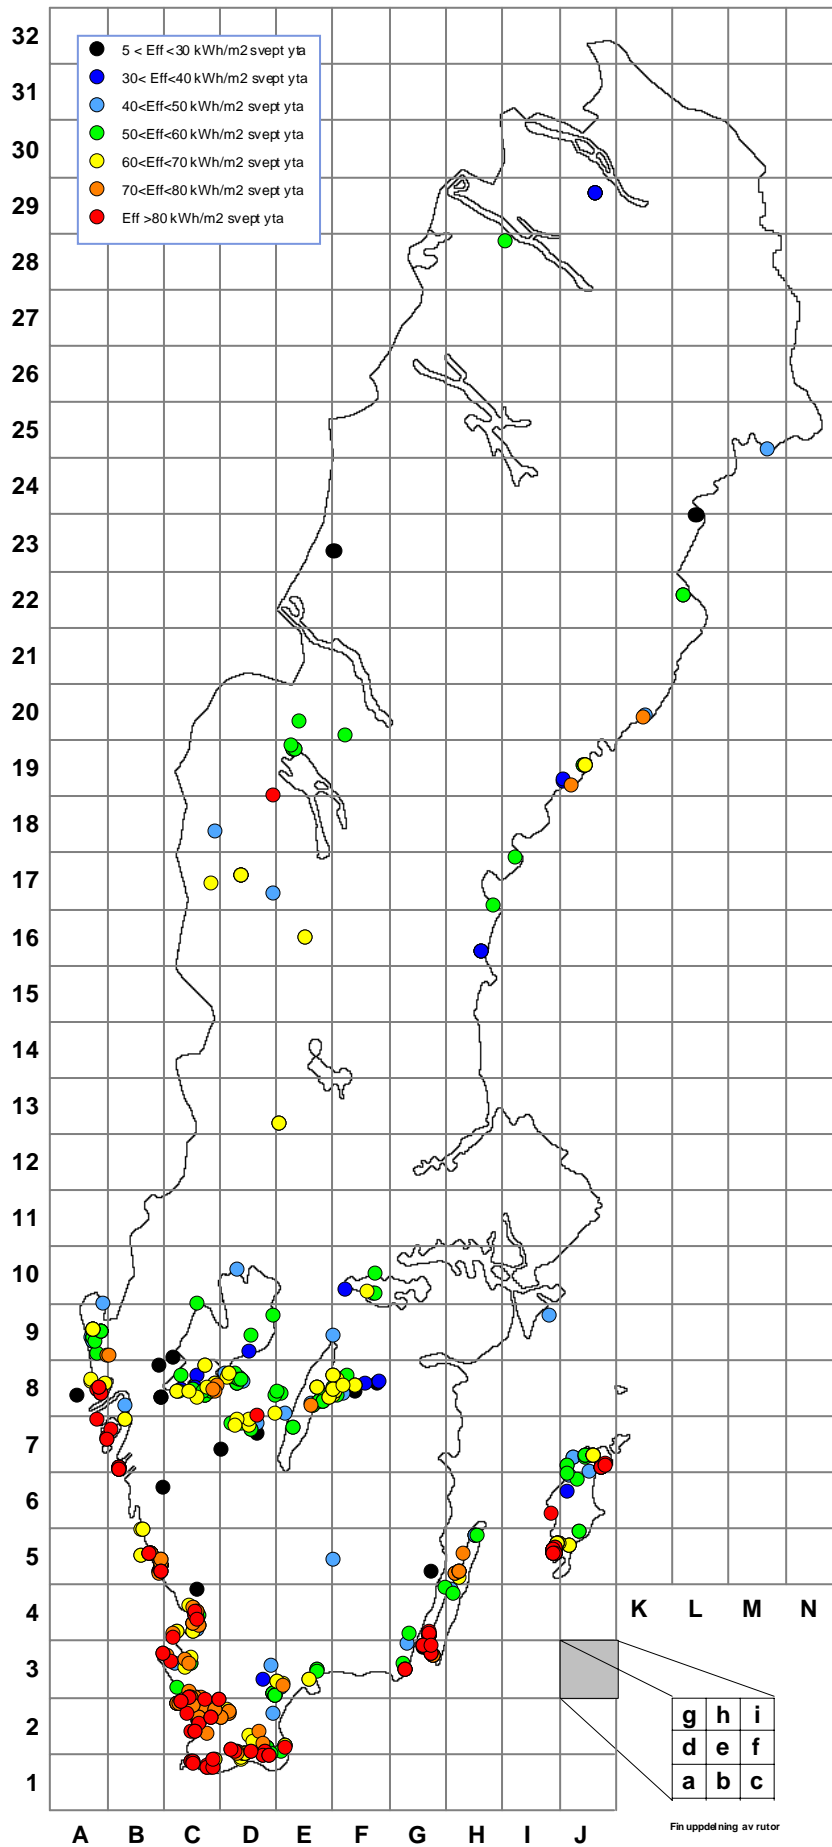 32
5 < Eff <30 kWh/m2 svept yta
30< Eff<40 kWh/m2 svept yta
31
40<Eff<50 kWh/m2 svept yta
50<Eff<60 kWh/m2 svept yta
30
60<Eff<70 kWh/m2 svept yta
70<Eff<80 kWh/m2 svept yta
29
Eff >80 kWh/m2 svept yta
28
27
26
25
24
23
22
21
20
19
18
17
16
15
14
13
12
11
10
9
8
7
6
5
4
K L M N
3
g h i
2
d e f
a b c
1
Finuppdelning av rutor
A B C D E F G H I J